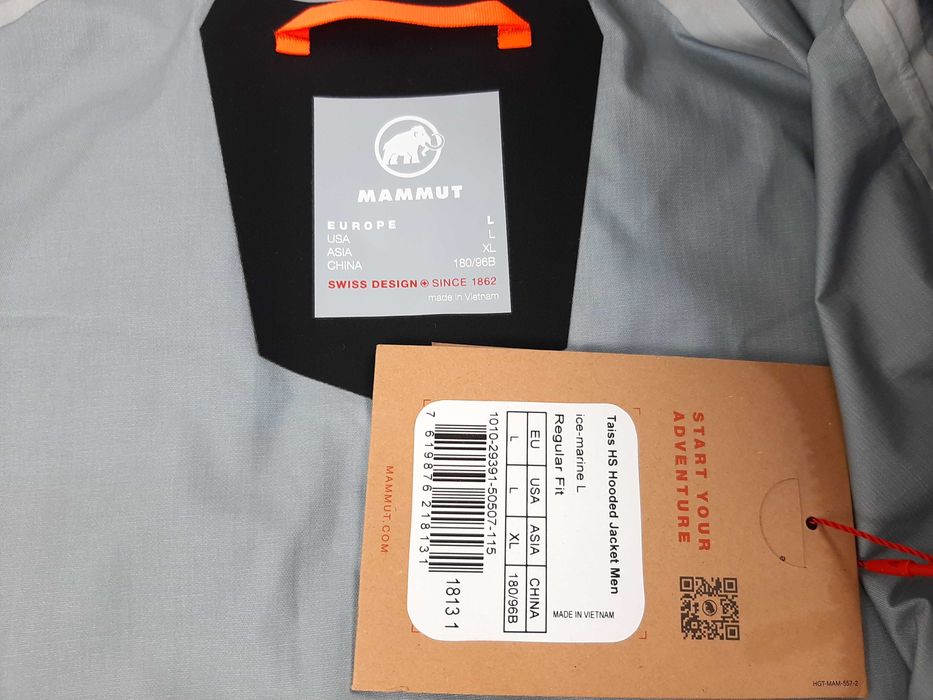 MAMMUT
EUROPE L
USA L
ASIA XL
CHINA 180/96B
SWISS DESIGN SINCE 1862
made in Vietnam
START YOUR
ADVENTURE
Taiss HS Hooded Jacket Men
ice-marine L
Regular Fit
MADE IN VIETNAM
EU USA ASIA CHINA
L L XL 180/96B
1010-29391-50507-115
7 619876 218131
1813 1
MAMMUT.COM
HGT-MAM-557-2